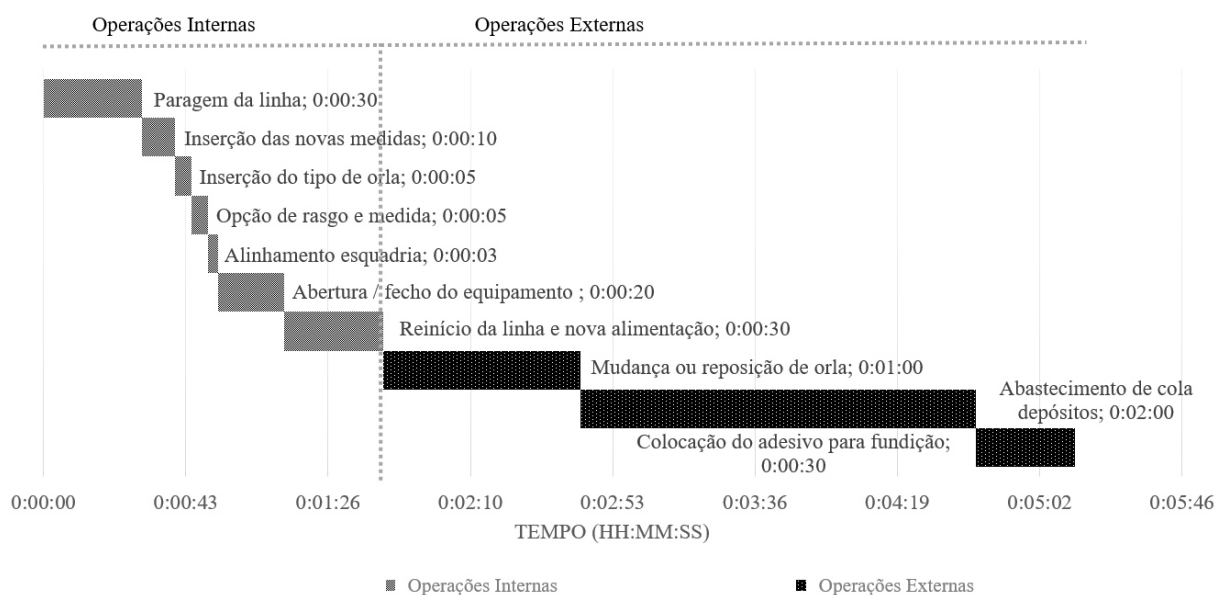 Operações Internas
Operações Externas
Paragem da linha; 0:00:30
Inserção das novas medidas; 0:00:10
Inserção do tipo de orla; 0:00:05
Opção de rasgo e medida; 0:00:05
Alinhamento esquadria; 0:00:03
Abertura / fecho do equipamento ; 0:00:20
Reinício da linha e nova alimentação; 0:00:30
Mudança ou reposição de orla; 0:01:00
Abastecimento de cola
depósitos; 0:02:00
Colocação do adesivo para fundição;
0:00:30
0:00:00
0:00:43
0:01:26
0:02:10
0:02:53
0:03:36
0:04:19
0:05:02
0:05:46
TEMPO (HH:MM:SS)
Operações Internas
Operações Externas